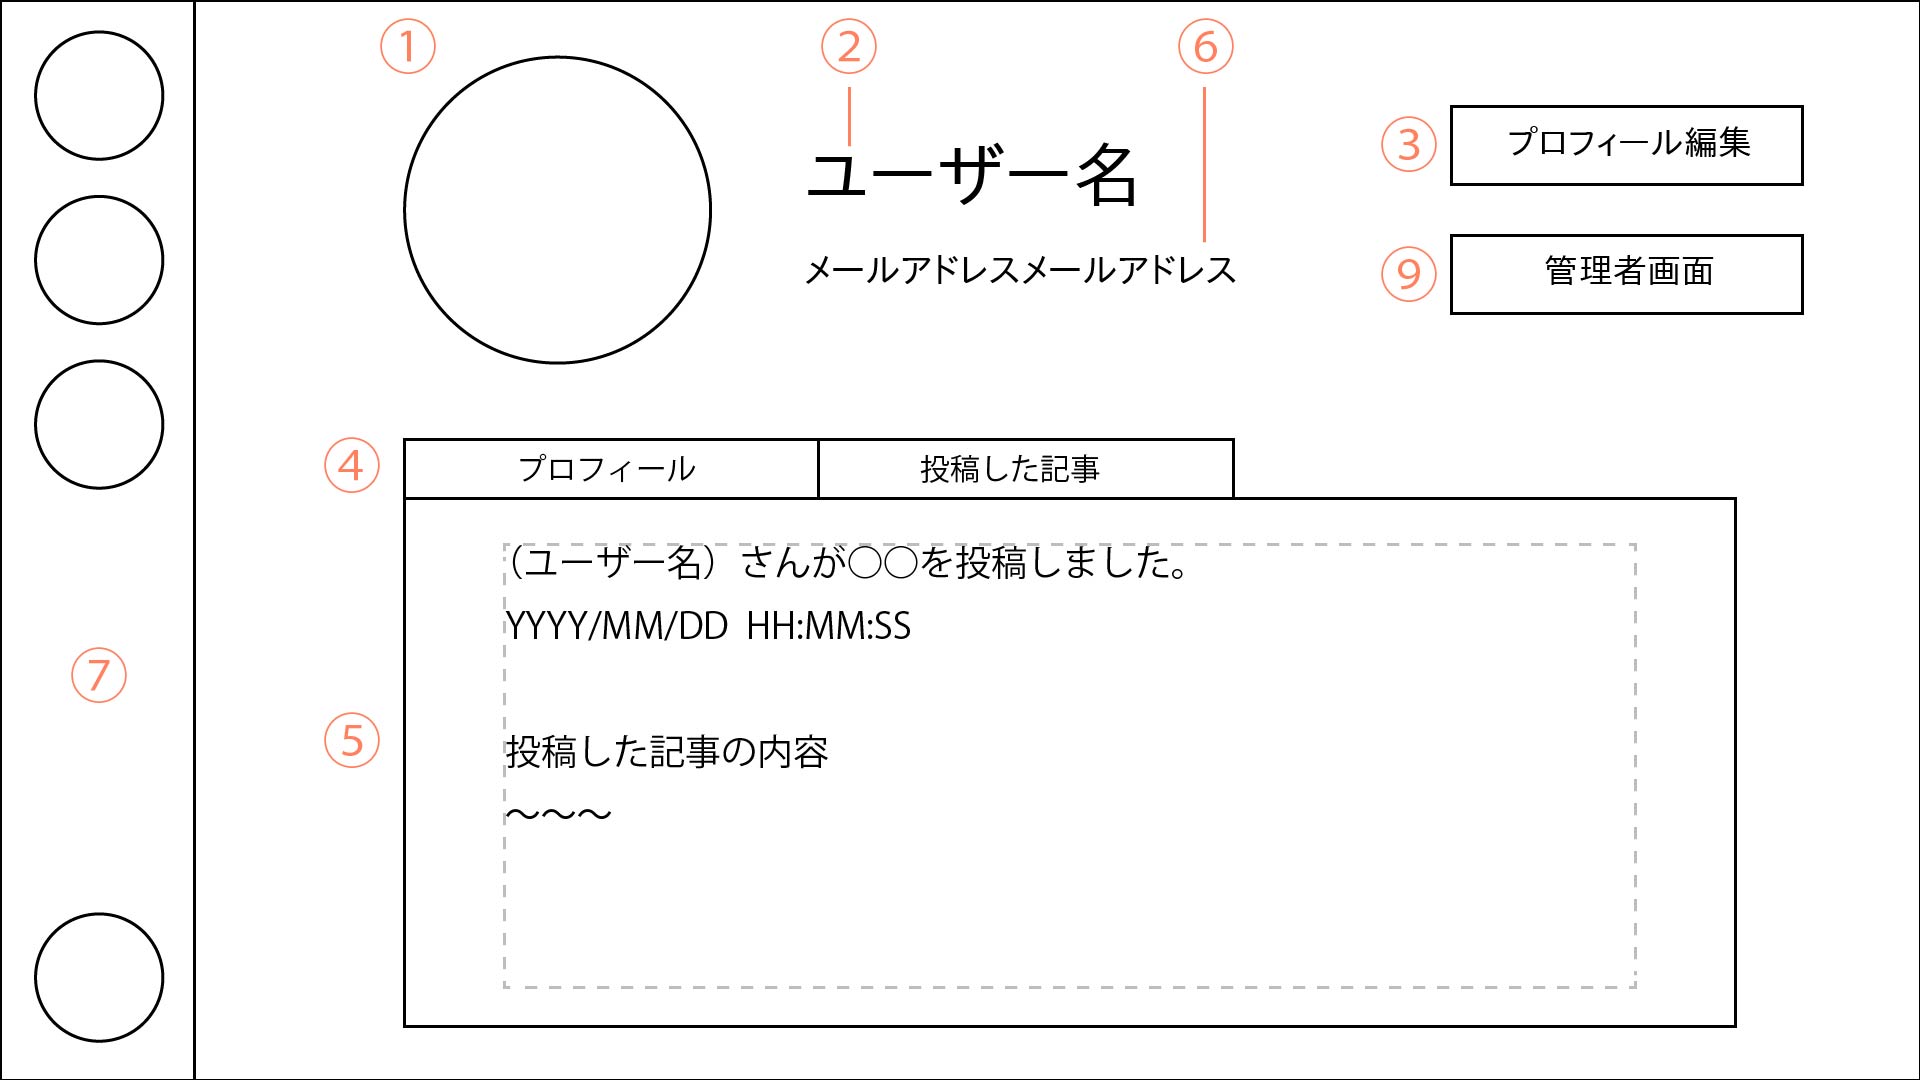 ①
②
⑥
ユーザー名
メールアドレスメールアドレス
③
プロフィール編集
⑨
管理者画面
④
プロフィール
投稿した記事
(ユーザー名）さんが〇〇を投稿しました。
YYYY/MM/DD HH:MM:SS
⑦
⑤
投稿した記事の内容
～～～